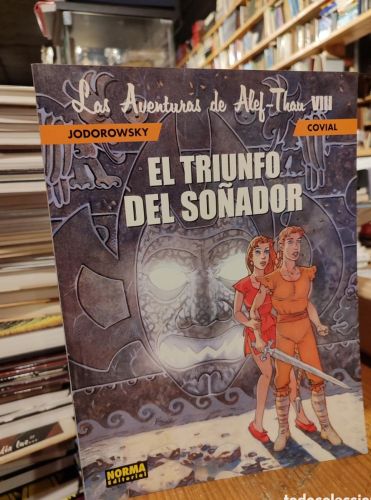 Las Aventuras de Alef-Thau VIII
JODOROWSKY
COVIAL
EL TRIUNFO
DEL SOÑADOR
NORMA
Editorial